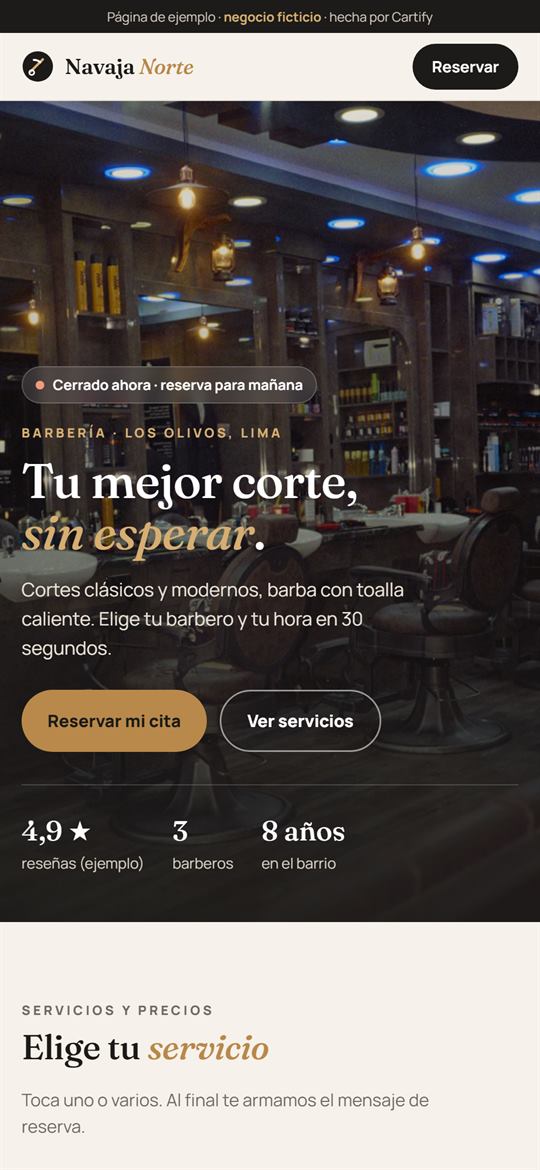 Página de ejemplo · negocio ficticio · hecha por Cartify
Navaja Norte
Reservar
Cerrado ahora · reserva para mañana
BARBERÍA · LOS OLIVOS, LIMA
Tu mejor corte,
sin esperar.
Cortes clásicos y modernos, barba con toalla
caliente. Elige tu barbero y tu hora en 30
segundos.
Reservar mi cita
Ver servicios
4,9 ★
3
8 años
reseñas (ejemplo)
barberos
en el barrio
SERVICIOS Y PRECIOS
Elige tu servicio
Toca uno o varios. Al final te armamos el mensaje de
reserva.